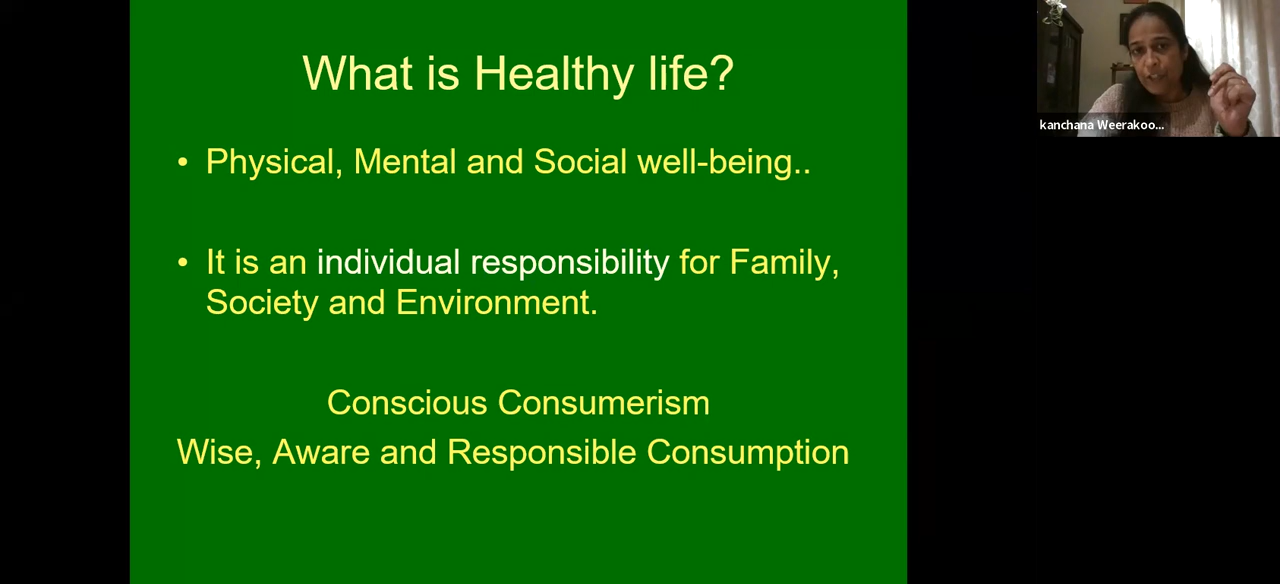 What is Healthy life?
• Physical, Mental and Social well-being..
• It is an individual responsibility for Family,
Society and Environment.
Conscious Consumerism
Wise, Aware and Responsible Consumption
kanchana Weerakoo...